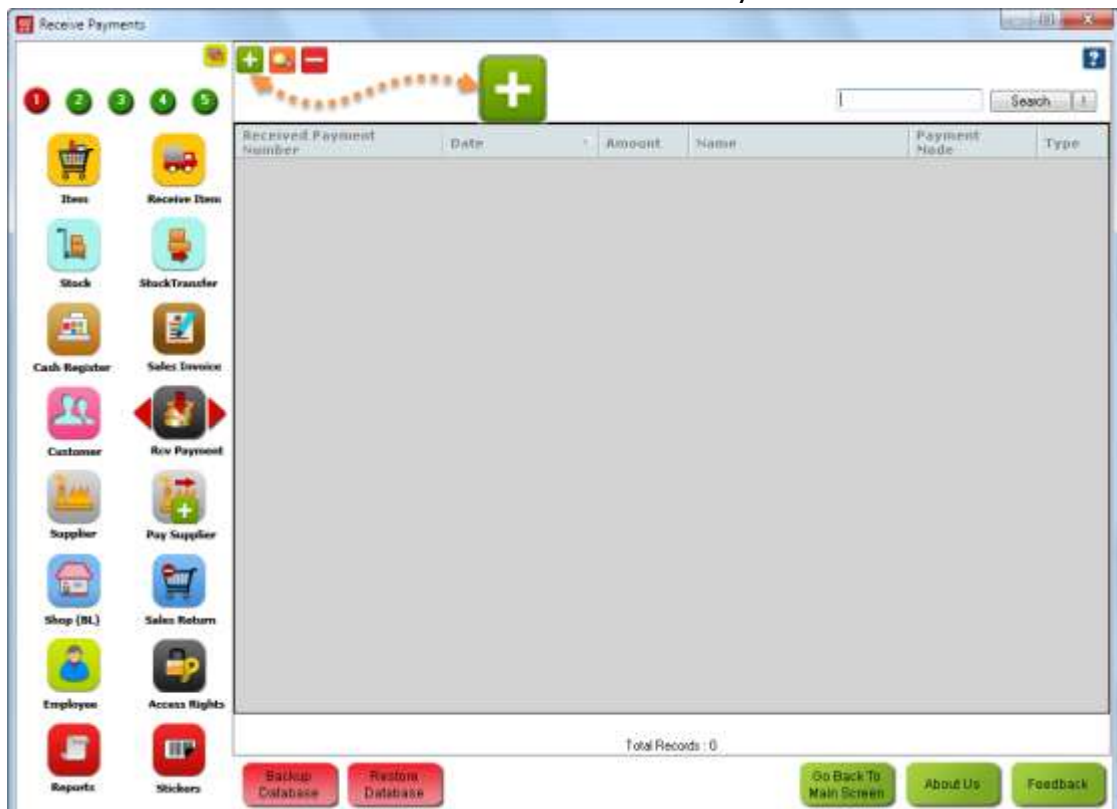 Receive Payments
?
1 2 3 4 5
Search !
Received Payment
Number
Date
Amount
Name
Payment
Mode
Type
Item
Receive Item
Stock
StockTransfer
Cash Register
Sales Invoice
Customer
Rcv Payment
Supplier
Pay Supplier
Shop (BL)
Sales Return
Employee
Access Rights
Reports
Stickers
Total Records : 0
Backup
Database
Restore
Database
Go Back To
Main Screen
About Us
Feedback